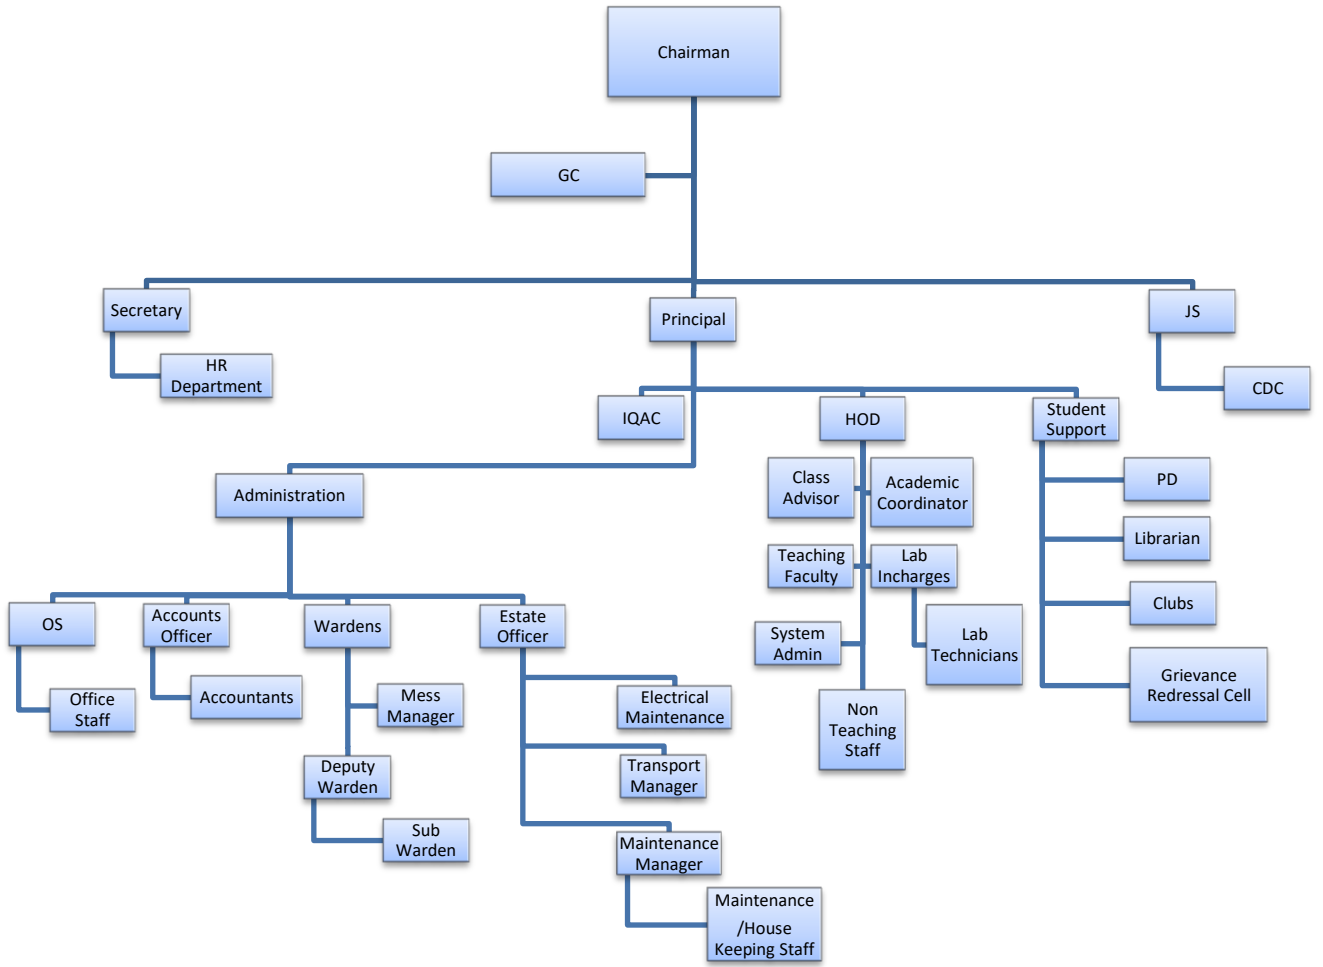 Chairman
GC
Secretary
Principal
JS
HR
Department
CDC
IQAC
HOD
Student
Support
Administration
Class
Advisor
Academic
Coordinator
PD
Teaching
Faculty
Lab
Incharges
Librarian
OS
Accounts
Officer
Wardens
Estate
Officer
System
Admin
Lab
Technicians
Clubs
Office
Staff
Accountants
Mess
Manager
Electrical
Maintenance
Non
Teaching
Staff
Grievance
Redressal Cell
Deputy
Warden
Transport
Manager
Sub
Warden
Maintenance
Manager
Maintenance
/House
Keeping Staff